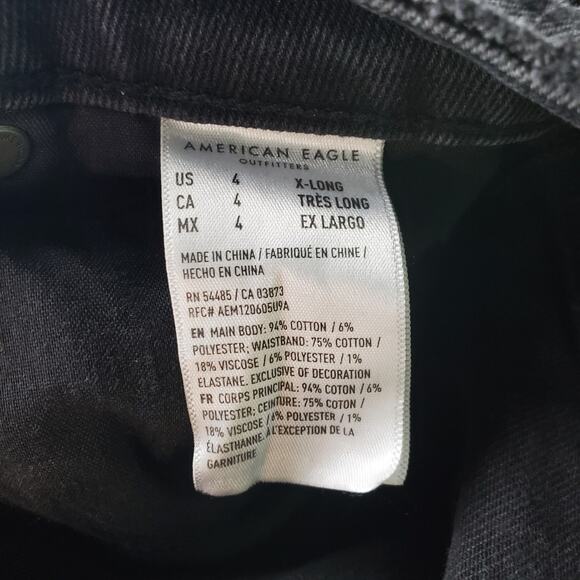 AMERICAN EAGLE
OUTFITTERS
US 4 X-LONG
CA 4 TRÈS LONG
MX 4 EX LARGO
MADE IN CHINA / FABRIQUÉ EN CHINE /
HECHO EN CHINA
RN 54485 / CA 03873
RFC# AEM120605U9A
EN MAIN BODY: 94% COTTON / 6%
POLYESTER; WAISTBAND: 75% COTTON /
18% VISCOSE / 6% POLYESTER / 1%
ELASTANE. EXCLUSIVE OF DECORATION
FR CORPS PRINCIPAL: 94% COTON / 6%
POLYESTER; CEINTURE: 75% COTON /
18% VISCOSE / 6% POLYESTER / 1%
ÉLASTHANNE. À L'EXCEPTION DE LA
GARNITURE